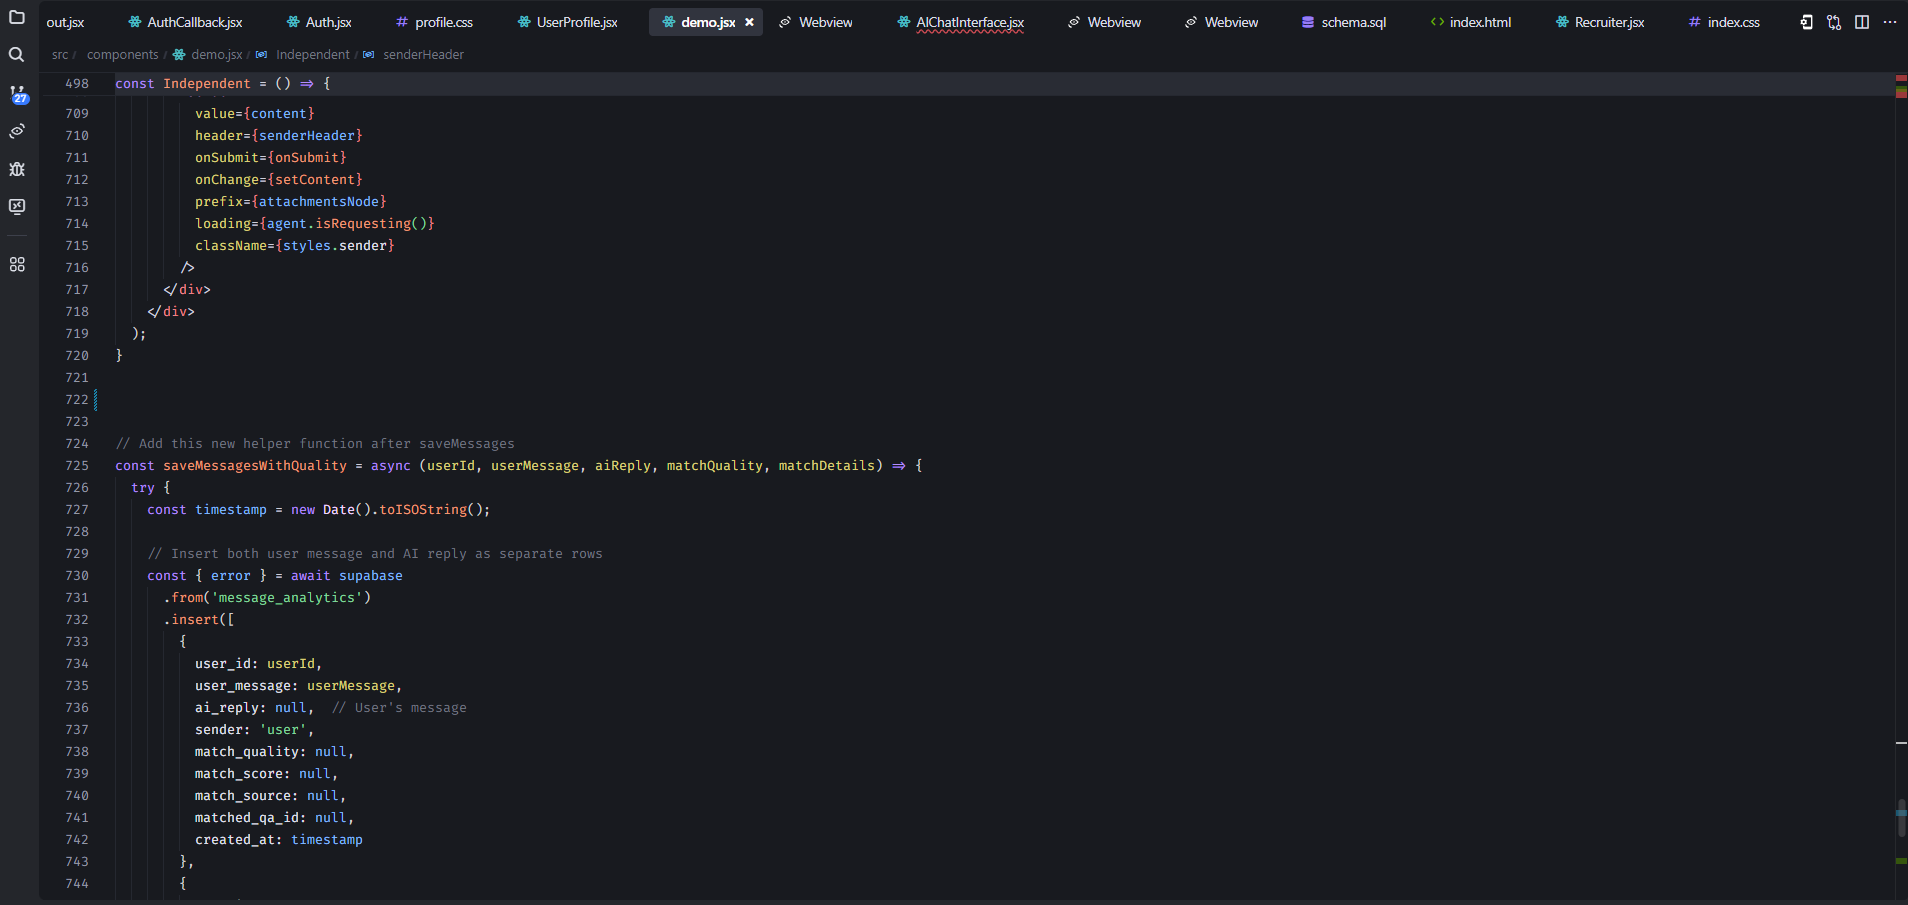 out.jsx AuthCallback.jsx Auth.jsx # profile.css UserProfile.jsx demo.jsx × Webview AIChatInterface.jsx Webview Webview schema.sql <> index.html Recruiter.jsx # index.css ...
src / components / demo.jsx / Independent / senderHeader
27
498 const Independent = () => {
709 value={content}
710 header={senderHeader}
711 onSubmit={onSubmit}
712 onChange={setContent}
713 prefix={attachmentsNode}
714 loading={agent.isRequesting()}
715 className={styles.sender}
716 />
717 </div>
718 </div>
719 );
720 }
721
722
723
724 // Add this new helper function after saveMessages
725 const saveMessagesWithQuality = async (userId, userMessage, aiReply, matchQuality, matchDetails) => {
726 try {
727 const timestamp = new Date().toISOString();
728
729 // Insert both user message and AI reply as separate rows
730 const { error } = await supabase
731 .from('message_analytics')
732 .insert([
733 {
734 user_id: userId,
735 user_message: userMessage,
736 ai_reply: null, // User's message
737 sender: 'user',
738 match_quality: null,
739 match_score: null,
740 match_source: null,
741 matched_qa_id: null,
742 created_at: timestamp
743 },
744 {